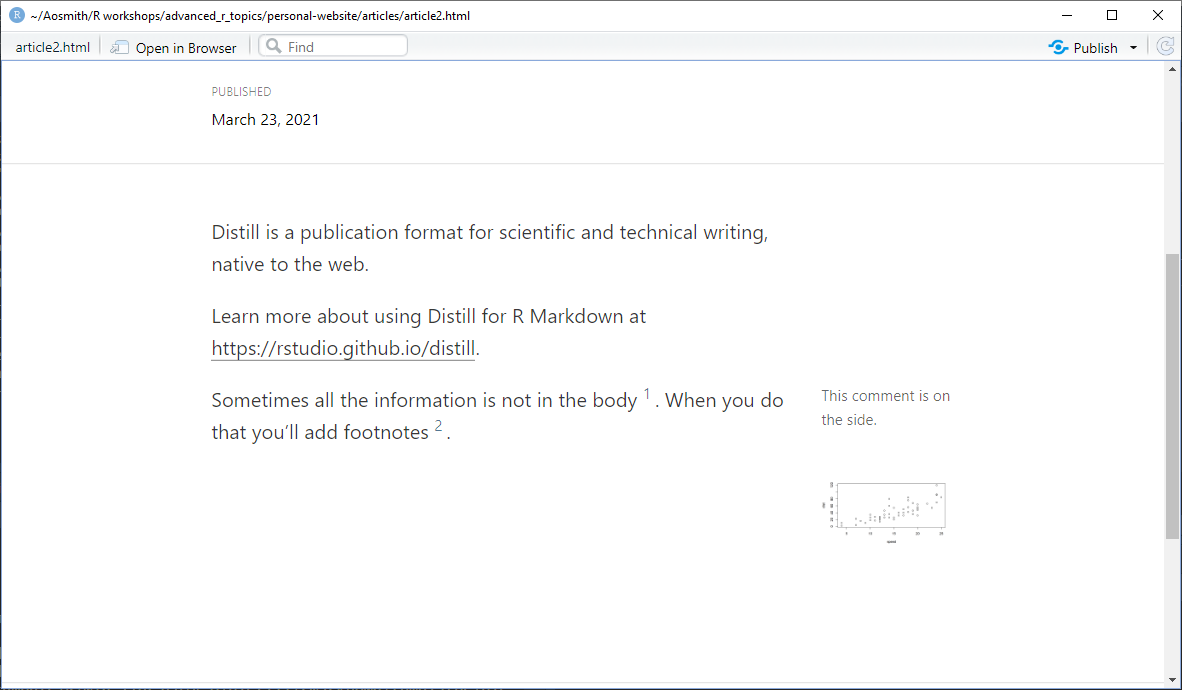 ~/Aosmith/R workshops/advanced_r_topics/personal-website/articles/article2.html
article2.html
Open in Browser
Find
Publish
PUBLISHED
March 23, 2021
Distill is a publication format for scientific and technical writing,
native to the web.
Learn more about using Distill for R Markdown at
https://rstudio.github.io/distill.
Sometimes all the information is not in the body 1 . When you do
that you’ll add footnotes 2 .
This comment is on
the side.